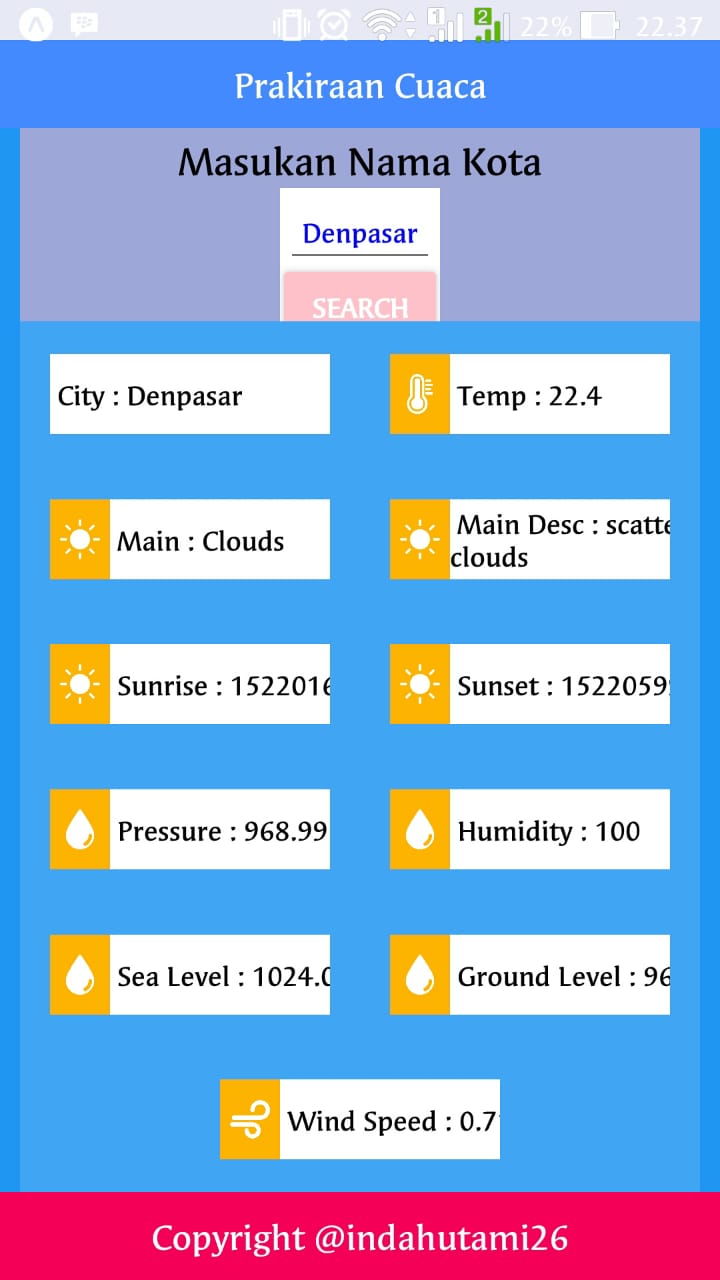 1 2 22% 22.37
Prakiraan Cuaca
Masukan Nama Kota
Denpasar
SEARCH
City : Denpasar
Temp : 22.4
Main : Clouds
Main Desc : scatte
clouds
Sunrise : 1522016
Sunset : 1522059
Pressure : 968.99
Humidity : 100
Sea Level : 1024.0
Ground Level : 96
Wind Speed : 0.7
Copyright @indahutami26